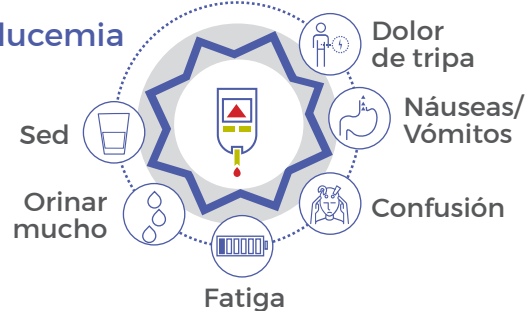 lucemia
Dolor
de tripa
Náuseas/
Vómitos
Sed
Orinar
mucho
Confusión
Fatiga